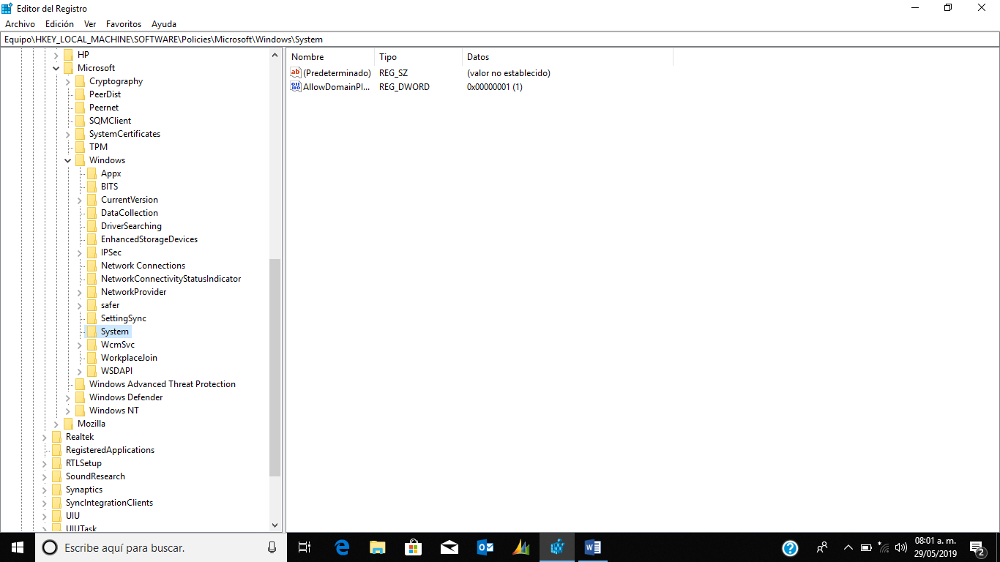 Editor del Registro
Archivo Edición Ver Favoritos Ayuda
Equipo\HKEY_LOCAL_MACHINE\SOFTWARE\Policies\Microsoft\Windows\System
HP
Microsoft
Cryptography
PeerDist
Peernet
SQMClient
SystemCertificates
TPM
Windows
Appx
BITS
CurrentVersion
DataCollection
DriverSearching
EnhancedStorageDevices
IPSec
Network Connections
NetworkConnectivityStatusIndicator
NetworkProvider
safer
SettingSync
System
WcmSvc
WorkplaceJoin
WSDAPI
Windows Advanced Threat Protection
Windows Defender
Windows NT
Mozilla
Realtek
RegisteredApplications
RTLSetup
SoundResearch
Synaptics
SyncIntegrationClients
UIU
UIUTask
Nombre Tipo Datos
(Predeterminado) REG_SZ (valor no establecido)
AllowDomainPI... REG_DWORD 0x00000001 (1)
Escribe aquí para buscar.
08:01 a. m.
29/05/2019
2